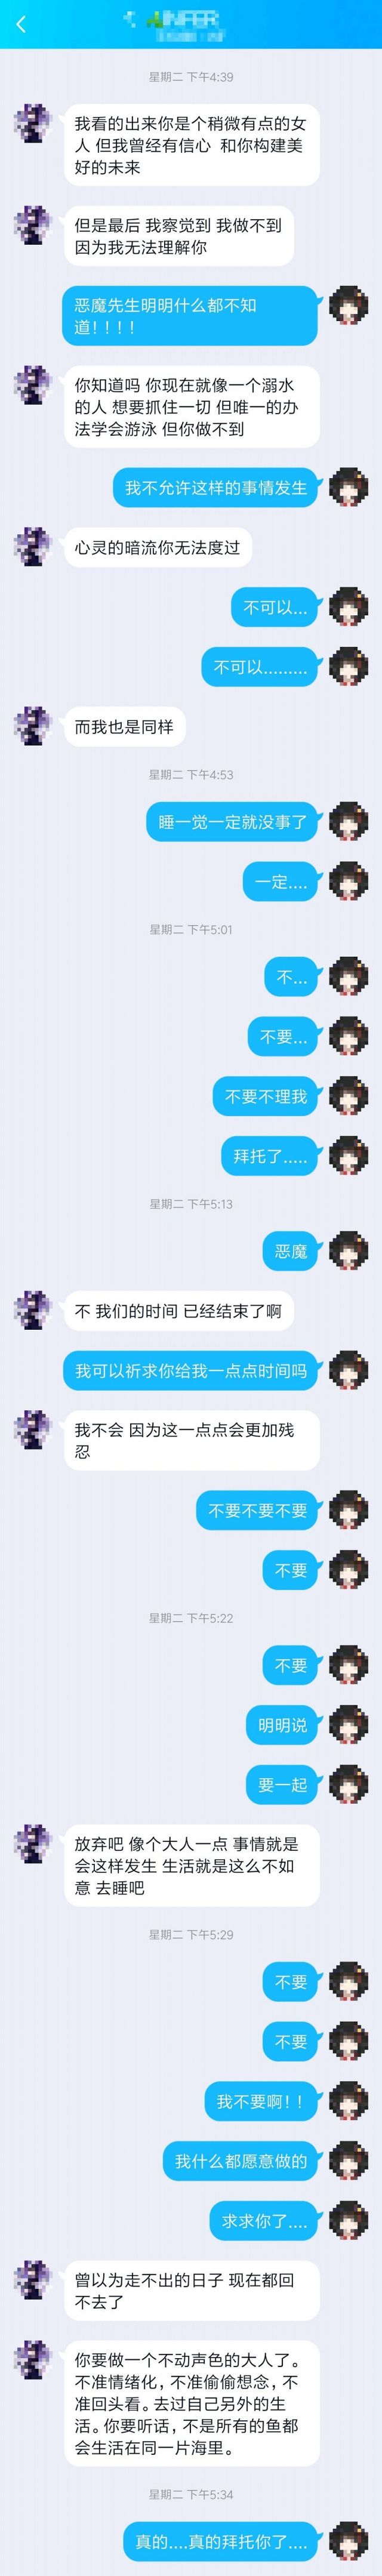 星期二 下午4:39
我看的出来你是个稍微有点的女
人 但我曾经有信心 和你构建美
好的未来
但是最后 我察觉到 我做不到
因为我无法理解你
恶魔先生明明什么都不知
道！！！！
你知道吗 你现在就像一个溺水
的人 想要抓住一切 但唯一的办
法学会游泳 但你做不到
我不允许这样的事情发生
心灵的暗流你无法度过
不可以...
不可以.........
而我也是同样
星期二 下午4:53
睡一觉一定就没事了
一定....
星期二 下午5:01
不...
不要...
不要不理我
拜托了.....
星期二 下午5:13
恶魔
不 我们的时间 已经结束了啊
我可以祈求你给我一点点时间吗
我不会 因为这一点点会更加残
忍
不要不要不要
不要
星期二 下午5:22
不要
明明说
要一起
放弃吧 像个大人一点 事情就是
会这样发生 生活就是这么不如
意 去睡吧
星期二 下午5:29
不要
不要
我不要啊！！
我什么都愿意做的
求求你了....
曾以为走不出的日子 现在都回
不去了
你要做一个不动声色的大人了。
不准情绪化，不准偷偷想念，不
准回头看。去过自己另外的生
活。你要听话，不是所有的鱼都
会生活在同一片海里。
星期二 下午5:34
真的....真的拜托你了....